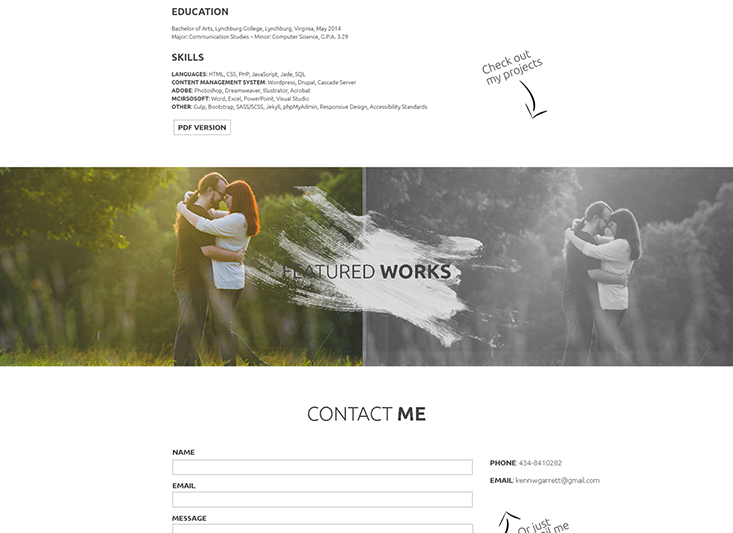 EDUCATION
Bachelor of Arts, Lynchburg College, Lynchburg, Virginia, May 2014
Major: Communication Studies – Minor: Computer Science, G.P.A. 3.29
SKILLS
LANGUAGES: HTML, CSS, PHP, JavaScript, Jade, SQL
CONTENT MANAGEMENT SYSTEM: Wordpress, Drupal, Cascade Server
ADOBE: Photoshop, Dreamweaver, Illustrator, Acrobat
MCIRSOSOFT: Word, Excel, PowerPoint, Visual Studio
OTHER: Gulp, Bootstrap, SASS/SCSS, Jekyll, phpMyAdmin, Responsive Design, Accessibility Standards
PDF VERSION
Check out
my projects
FEATURED WORKS
CONTACT ME
NAME
EMAIL
MESSAGE
PHONE: 434-8410282
EMAIL: kennwgarrett@gmail.com
Or just
me